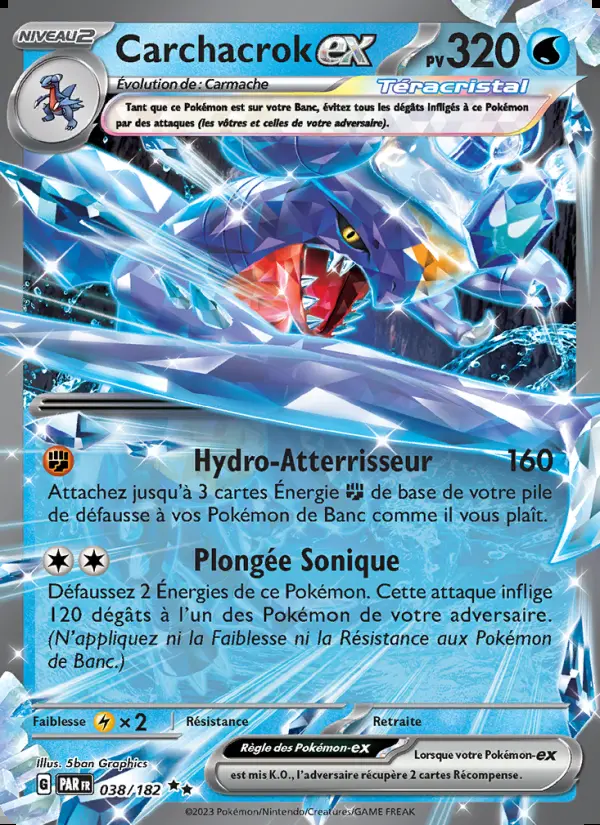 NIVEAU 2
Carchacrok ex PV 320
Évolution de : Carmache
Téracristal
Tant que ce Pokémon est sur votre Banc, évitez tous les dégâts infligés à ce Pokémon
par des attaques (les vôtres et celles de votre adversaire).
Hydro-Atterrisseur 160
Attachez jusqu'à 3 cartes Énergie de base de votre pile
de défausse à vos Pokémon de Banc comme il vous plaît.
Plongée Sonique
Défaussez 2 Énergies de ce Pokémon. Cette attaque inflige
120 dégâts à l'un des Pokémon de votre adversaire.
(N'appliquez ni la Faiblesse ni la Résistance aux Pokémon
de Banc.)
Faiblesse ×2 Résistance Retraite
Illus. 5ban Graphics
Règle des Pokémon-ex Lorsque votre Pokémon-ex
est mis K.O., l'adversaire récupère 2 cartes Récompense.
G PAR FR 038/182 ★★
©2023 Pokémon/Nintendo/Creatures/GAME FREAK